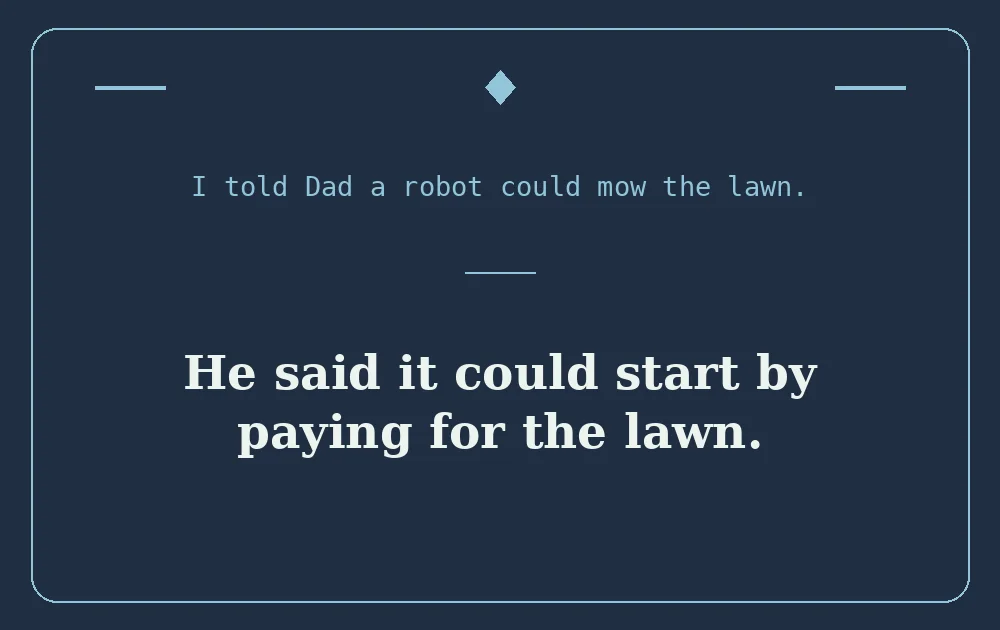 I told Dad a robot could mow the lawn.
He said it could start by
paying for the lawn.